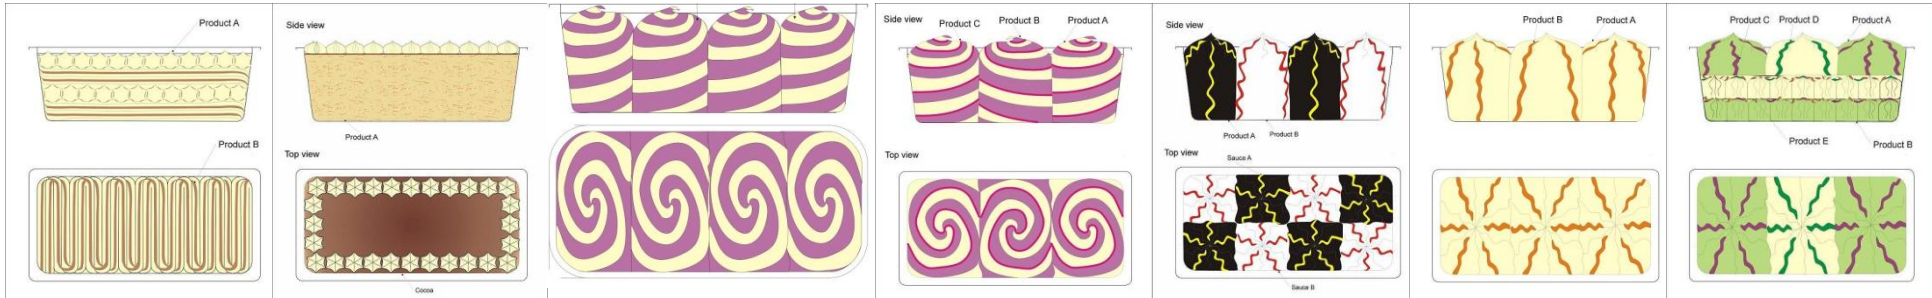 Product A
Product B
Side view
Product A
Top view
Cocoa
Side view
Product C
Product B
Product A
Top view
Side view
Product A
Product B
Top view
Sauce A
Sauce B
Product B
Product A
Product C
Product D
Product A
Product E
Product B